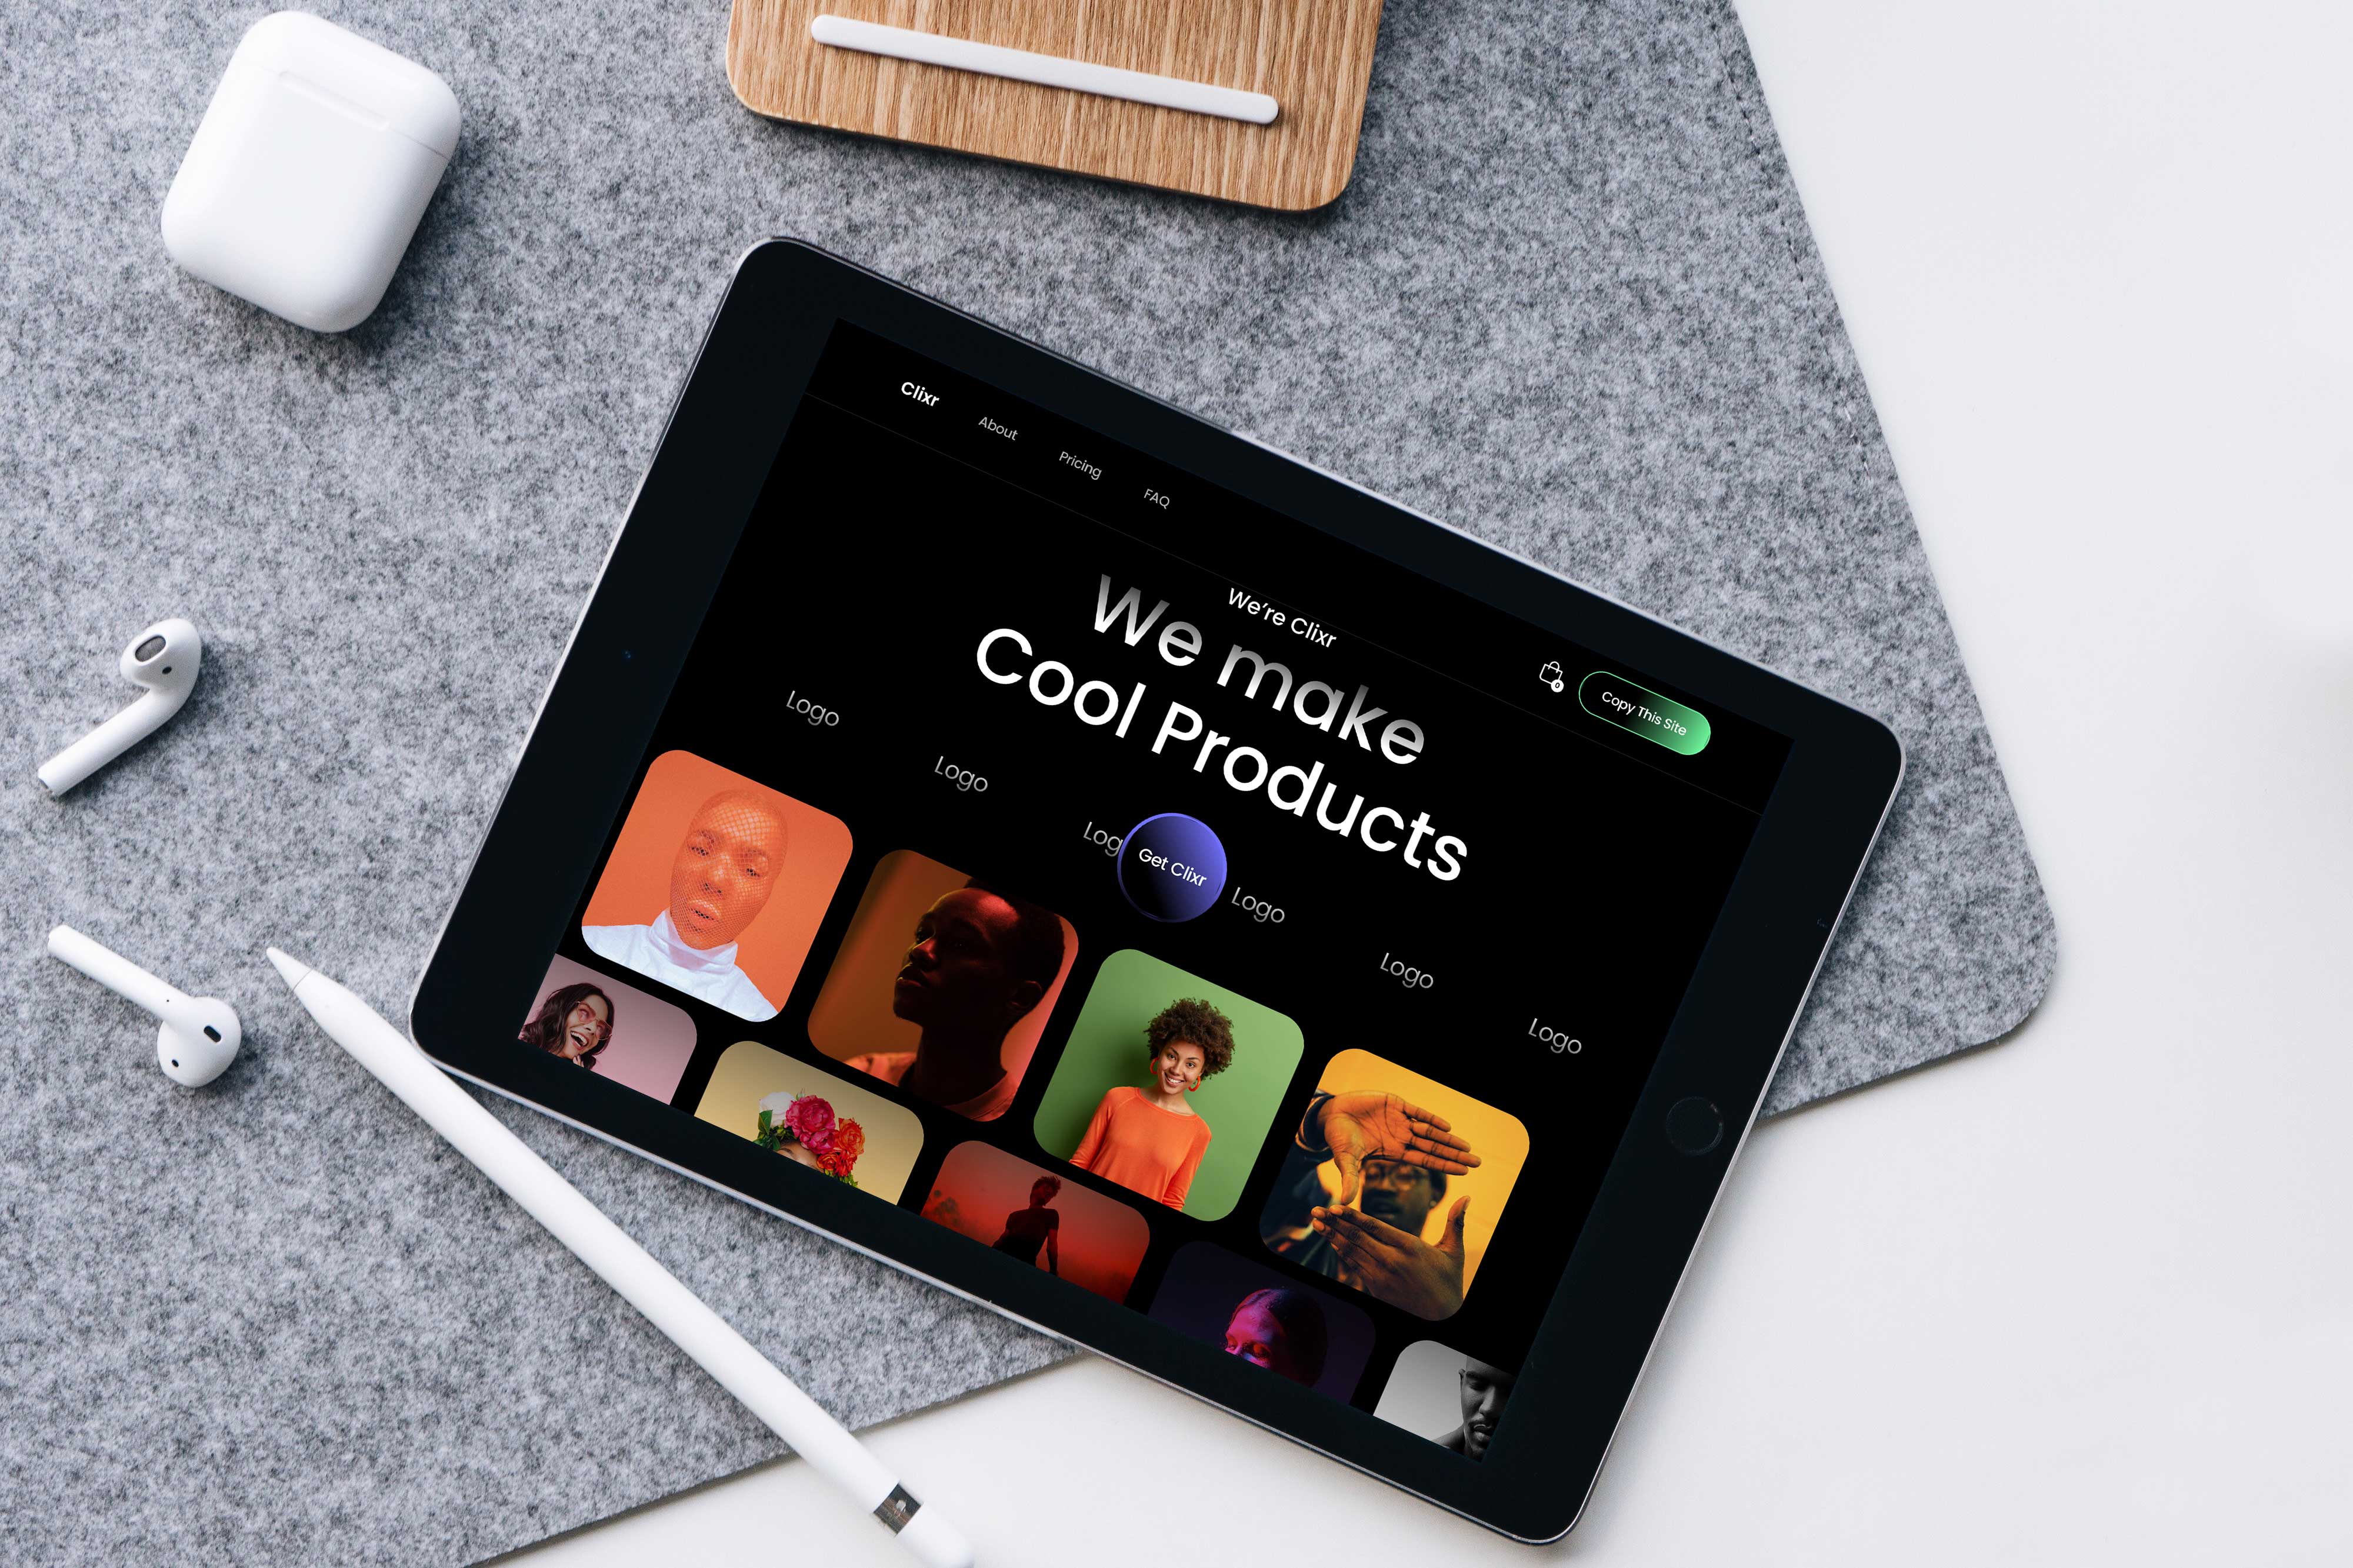 Clixr
About
Pricing
FAQ
0
Copy This Site
We're Clixr
We make
Cool Products
Get Clixr
Logo
Logo
Log
Logo
Logo
Logo